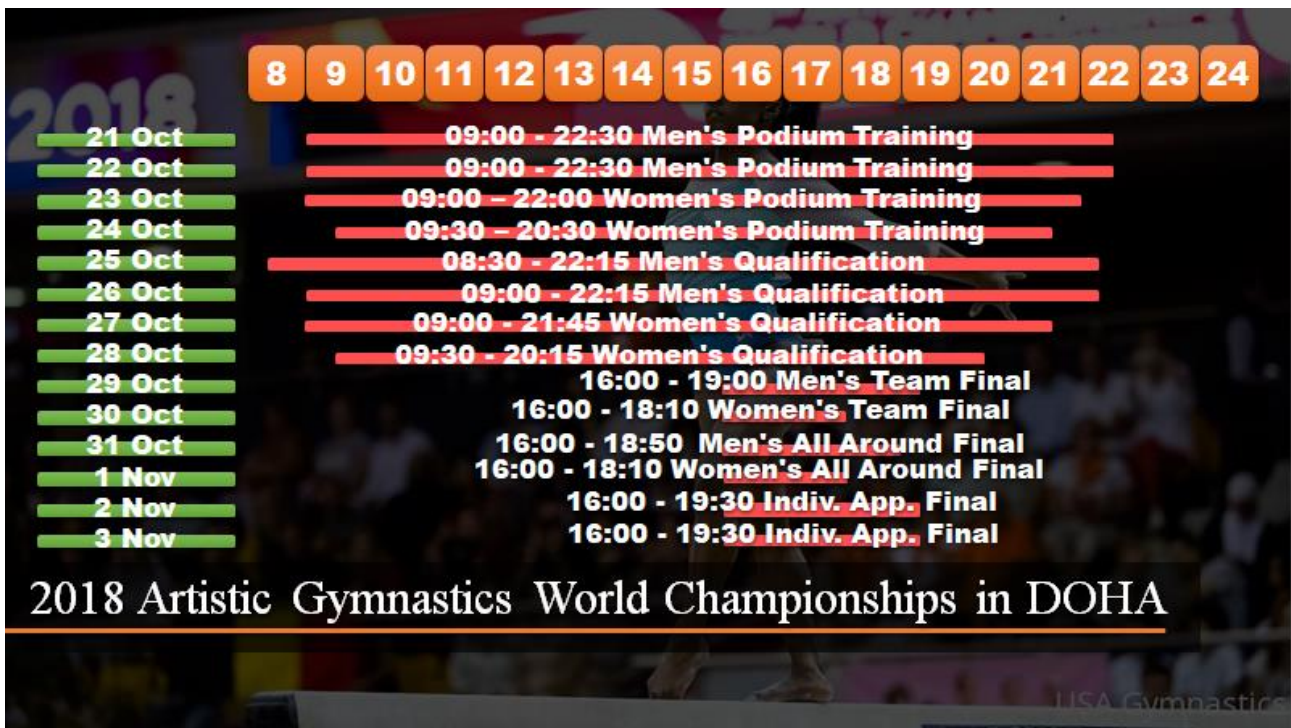 2018
8 9 10 11 12 13 14 15 16 17 18 19 20 21 22 23 24
21 Oct 09:00 - 22:30 Men's Podium Training
22 Oct 09:00 - 22:30 Men's Podium Training
23 Oct 09:00 – 22:00 Women's Podium Training
24 Oct 09:30 – 20:30 Women's Podium Training
25 Oct 08:30 - 22:15 Men's Qualification
26 Oct 09:00 - 22:15 Men's Qualification
27 Oct 09:00 - 21:45 Women's Qualification
28 Oct 09:30 - 20:15 Women's Qualification
29 Oct 16:00 - 19:00 Men's Team Final
30 Oct 16:00 - 18:10 Women's Team Final
31 Oct 16:00 - 18:50 Men's All Around Final
1 Nov 16:00 - 18:10 Women's All Around Final
2 Nov 16:00 - 19:30 Indiv. App. Final
3 Nov 16:00 - 19:30 Indiv. App. Final
2018 Artistic Gymnastics World Championships in DOHA
USA Gymnastics